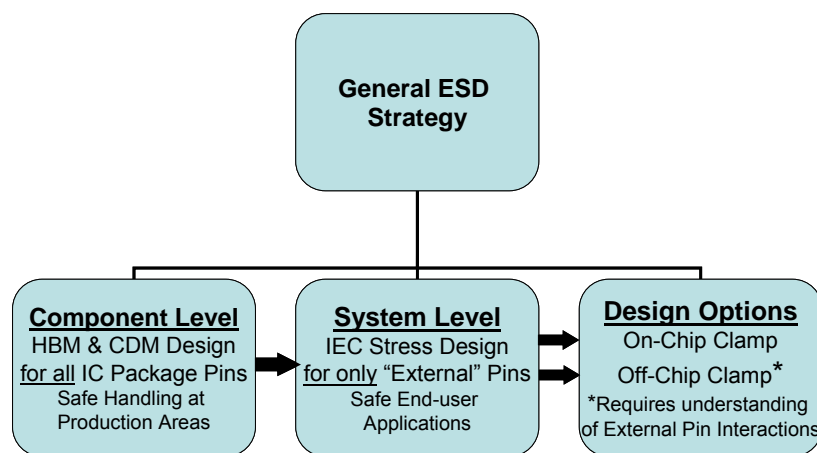 General ESD
Strategy
Component Level
HBM & CDM Design
for all IC Package Pins
Safe Handling at
Production Areas
System Level
IEC Stress Design
for only “External” Pins
Safe End-user
Applications
Design Options
On-Chip Clamp
Off-Chip Clamp*
*Requires understanding
of External Pin Interactions